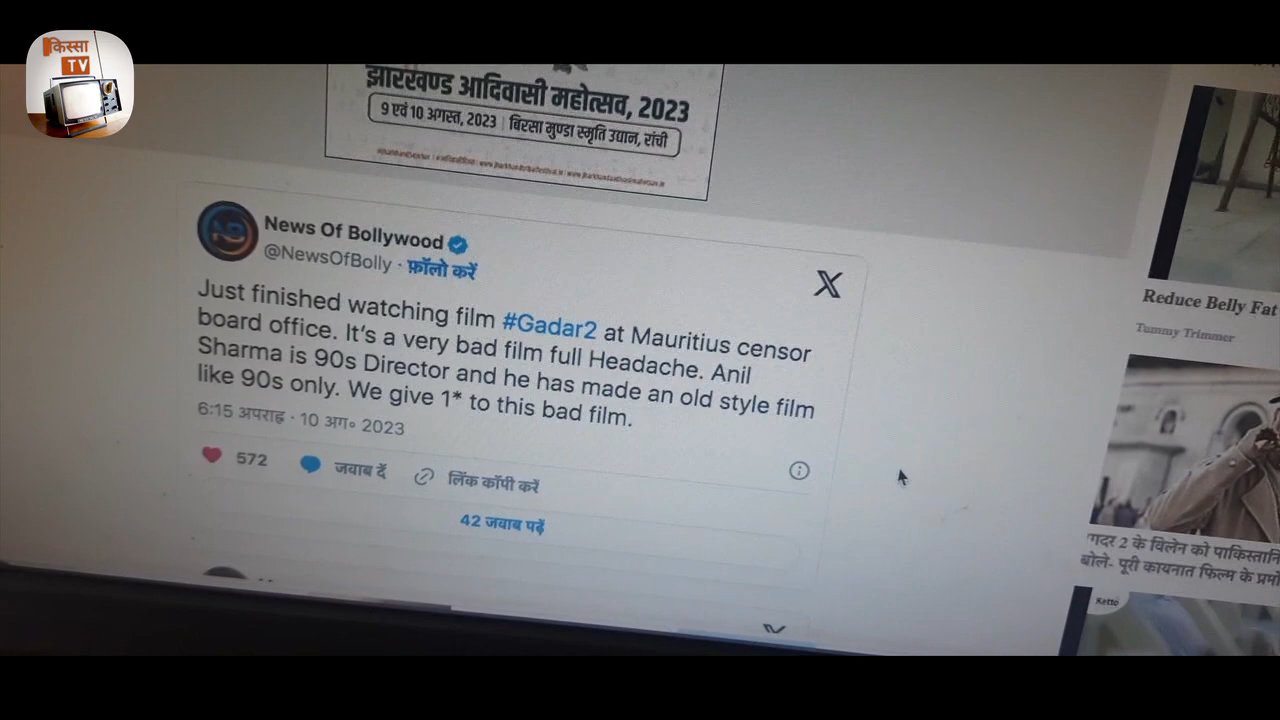 किस्सा
TV
झारखण्ड आदिवासी महोत्सव, 2023
9 एवं 10 अगस्त, 2023 | बिरसा मुण्डा स्मृति उद्यान, रांची
News Of Bollywood
@NewsOfBolly · फ़ॉलो करें
Just finished watching film #Gadar2 at Mauritius censor
board office. It's a very bad film full Headache. Anil
Sharma is 90s Director and he has made an old style film
like 90s only. We give 1* to this bad film.
6:15 अपराह्न · 10 अग॰ 2023
572 जवाब दें लिंक कॉपी करें
42 जवाब पढ़ें
Reduce Belly Fat
Tummy Trimmer
गदर 2 के विलेन को
बोले- पूरी कायनात फिल्म के
Ketto